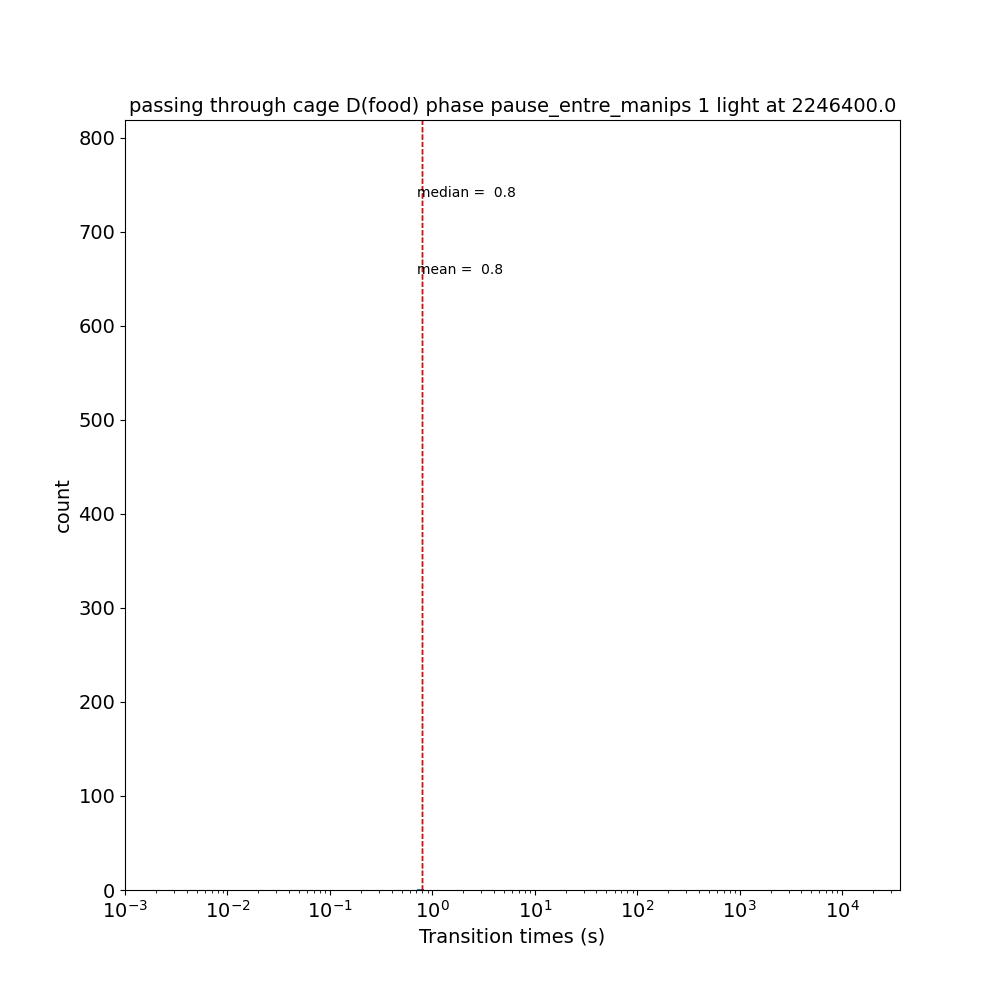 passing through cage D(food) phase pause_entre_manips 1 light at 2246400.0
800
median =  0.8
700
mean =  0.8
600
500
count
400
300
200
100
0
10⁻³ 10⁻² 10⁻¹ 10⁰ 10¹ 10² 10³ 10⁴
Transition times (s)